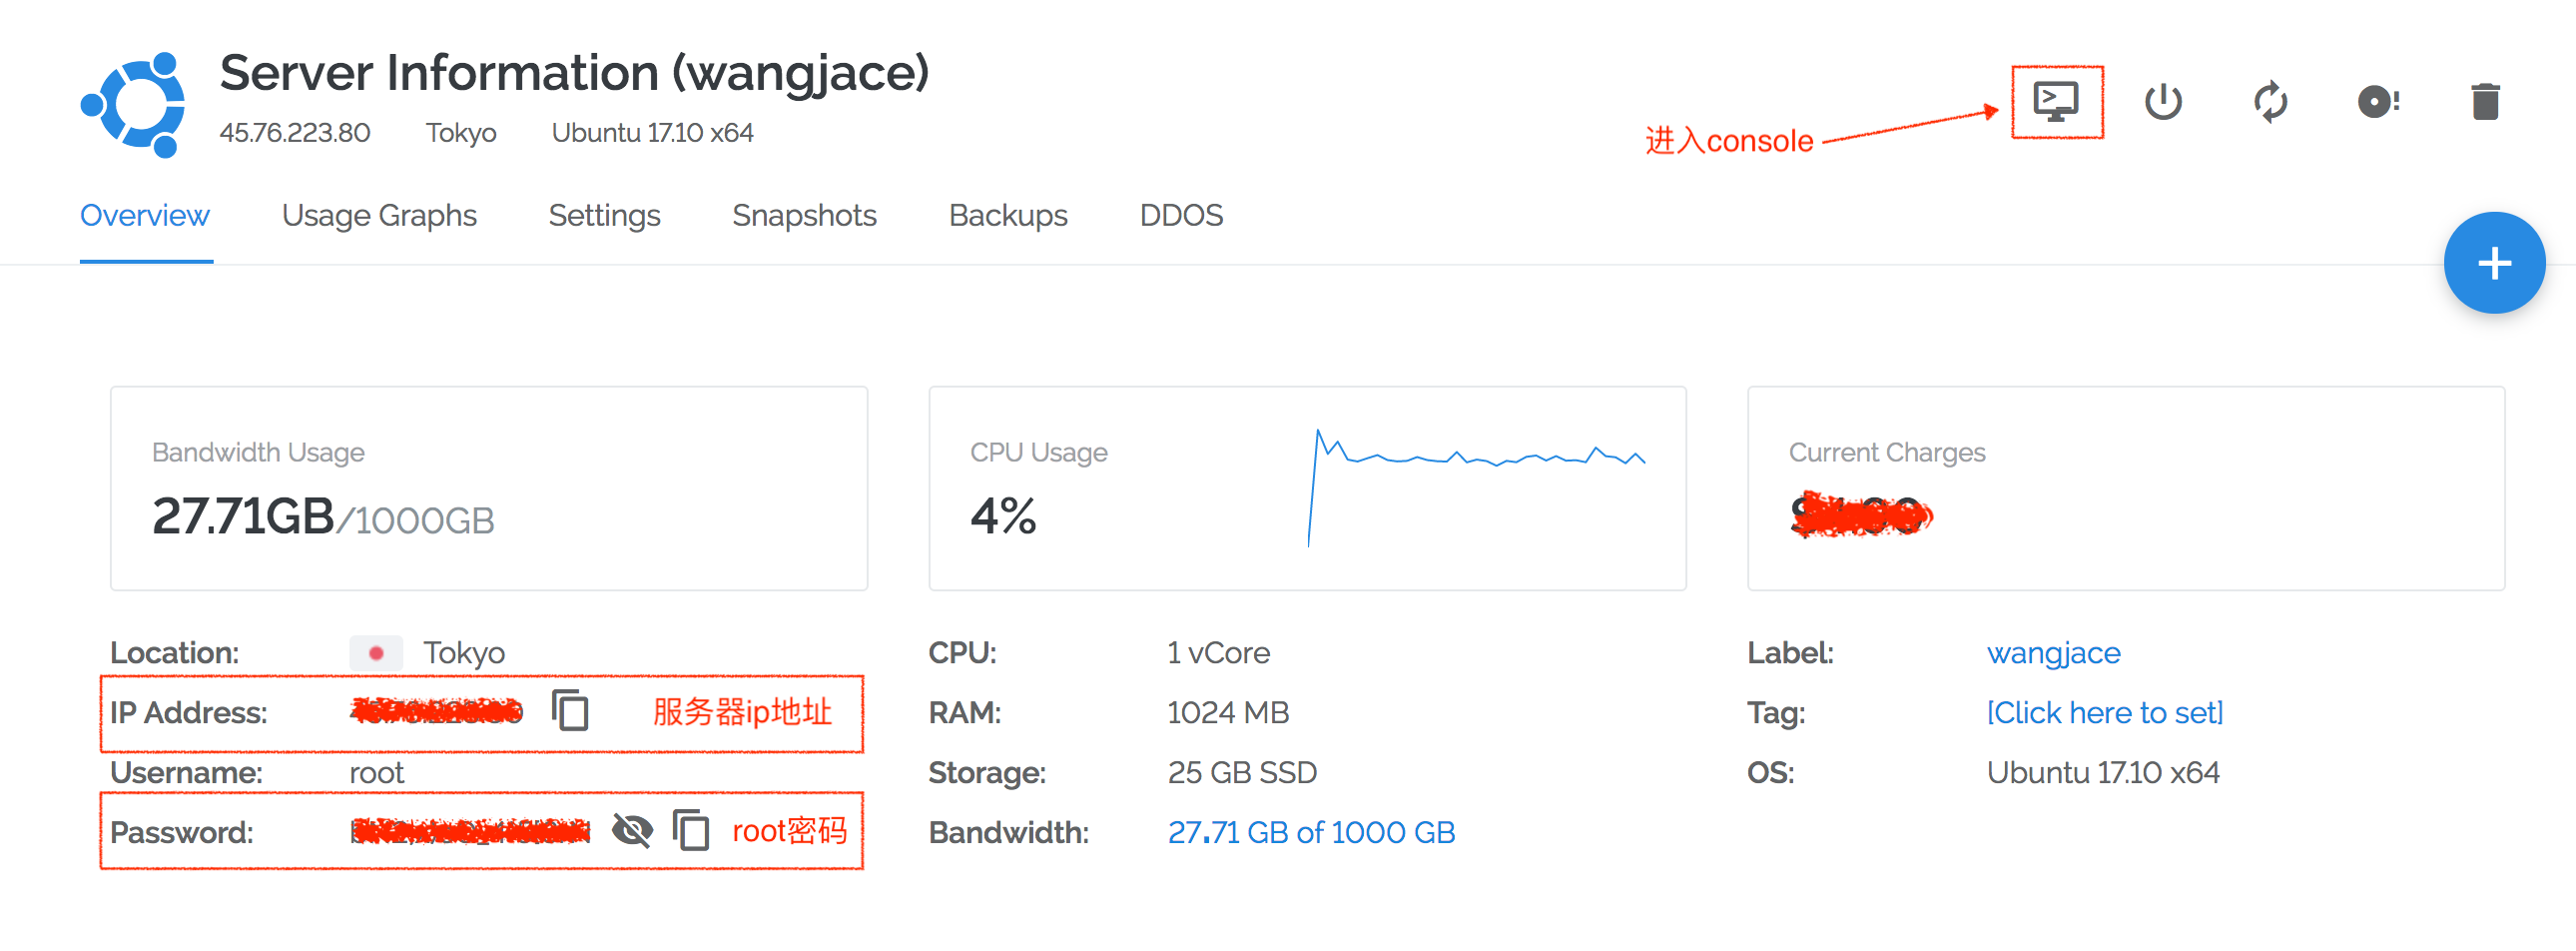 Server Information (wangjace)
45.76.223.80 Tokyo Ubuntu 17.10 x64
进入console
Overview Usage Graphs Settings Snapshots Backups DDOS
Bandwidth Usage
27.71GB/1000GB
CPU Usage
4%
Current Charges
Location: Tokyo
IP Address: 服务器ip地址
Username: root
Password: root密码
CPU: 1 vCore
RAM: 1024 MB
Storage: 25 GB SSD
Bandwidth: 27.71 GB of 1000 GB
Label: wangjace
Tag: [Click here to set]
OS: Ubuntu 17.10 x64